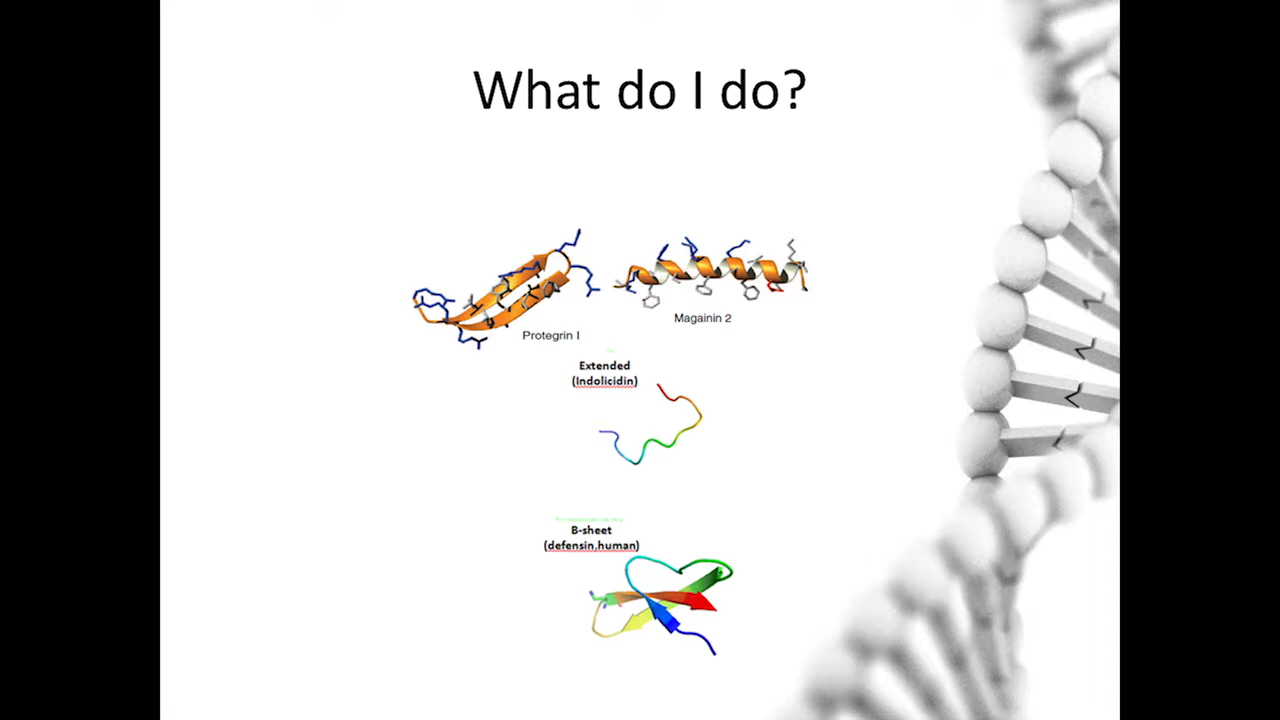 What do I do?
Protegrin I
Magainin 2
Extended
(Indolicidin)
B-sheet
(defensin,human)